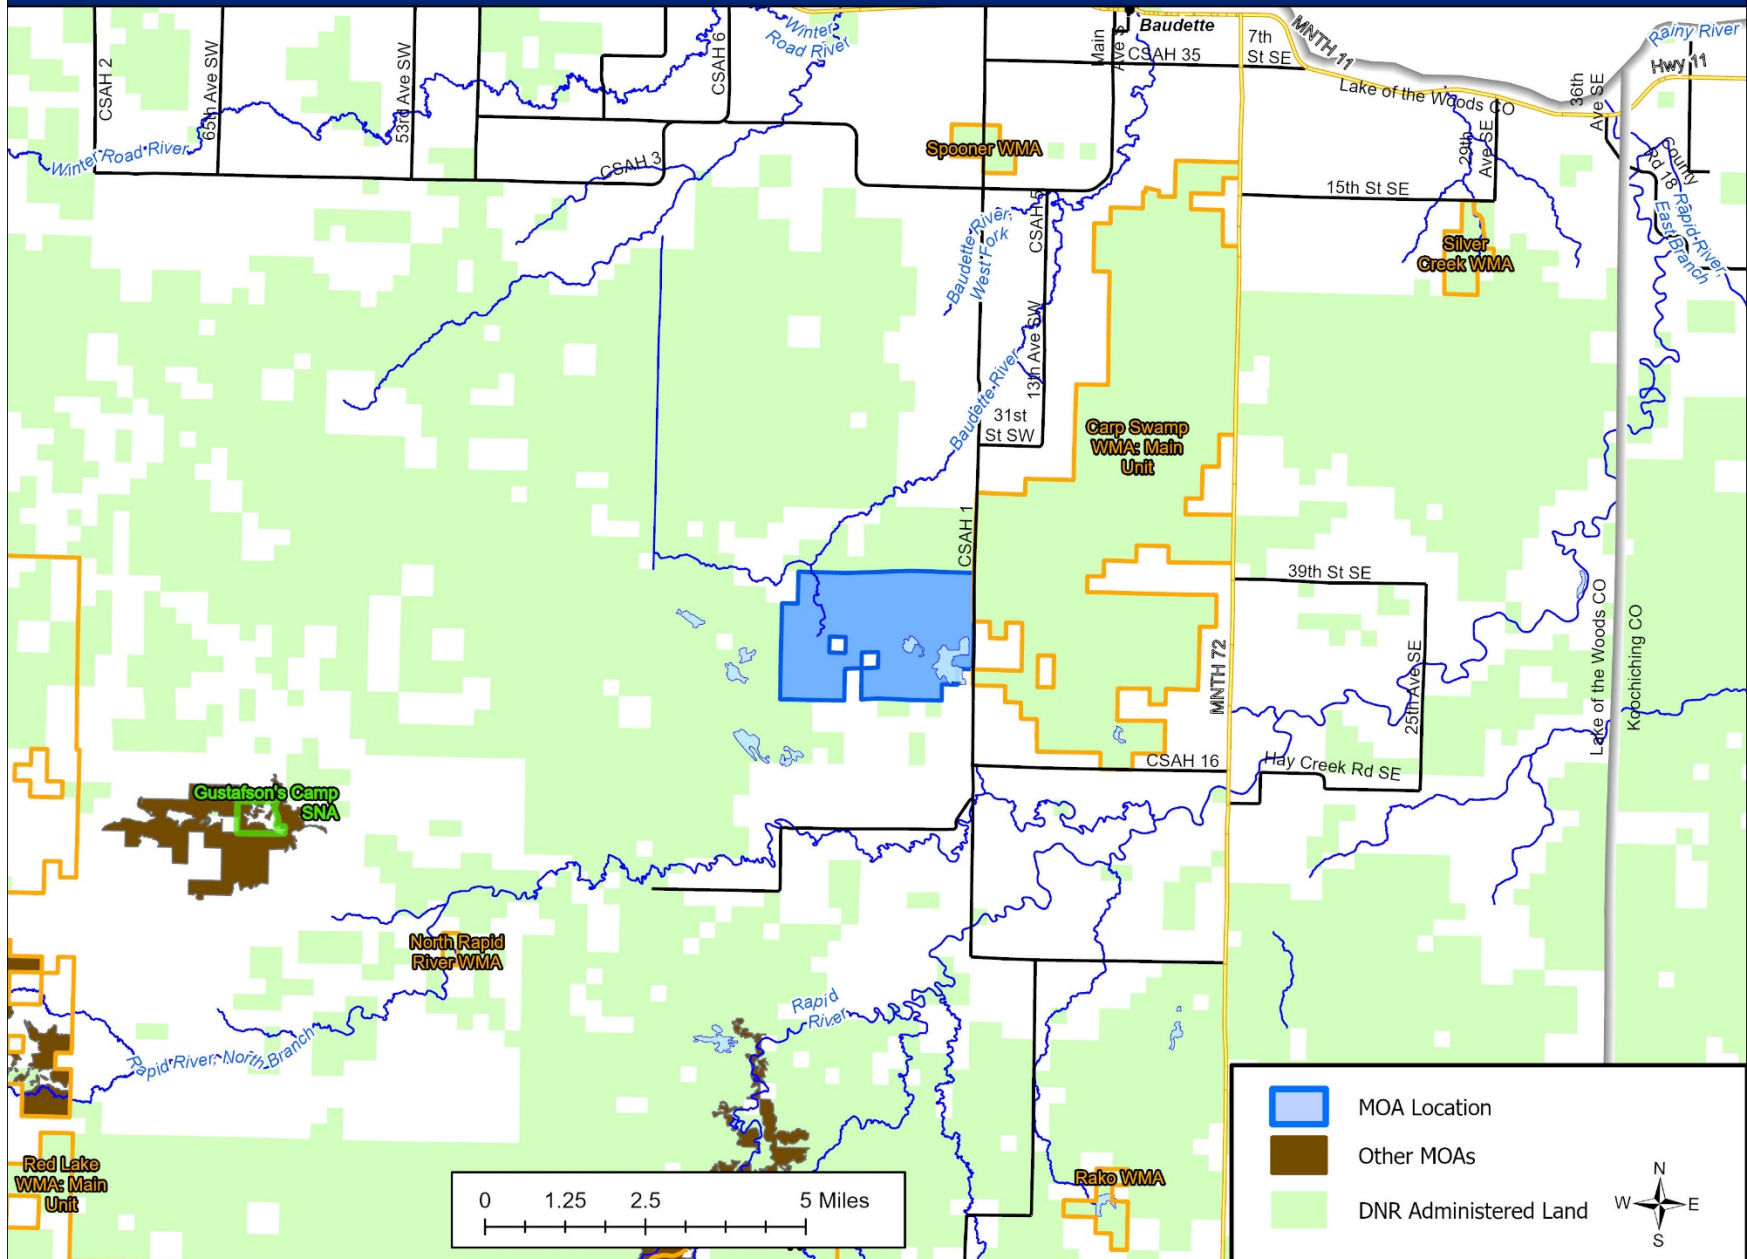 Winter
Road River
Baudette
Main
Ave S
CSAH 35
7th
St SE
MNTH 11
Rainy River
Hwy 11
Lake of the Woods CO
36th
Ave SE
CSAH 2
65th Ave SW
53rd Ave SW
CSAH 6
Winter Road River
CSAH 3
Spooner WMA
29th
Ave SE
County
Rd 18
15th St SE
Rapid River,
East Branch
Silver
Creek WMA
Baudette River,
West Fork
CSAH 5
13th Ave SW
Baudette River
31st
St SW
Carp Swamp
WMA: Main
Unit
CSAH 1
39th St SE
MNTH 72
25th Ave SE
Lake of the Woods CO
Koochiching CO
CSAH 16
Hay Creek Rd SE
Gustafson's Camp
SNA
North Rapid
River WMA
Rapid
River
Rapid River, North Branch
Red Lake
WMA: Main
Unit
Rako WMA
0 1.25 2.5 5 Miles
MOA Location
Other MOAs
DNR Administered Land
N
W E
S